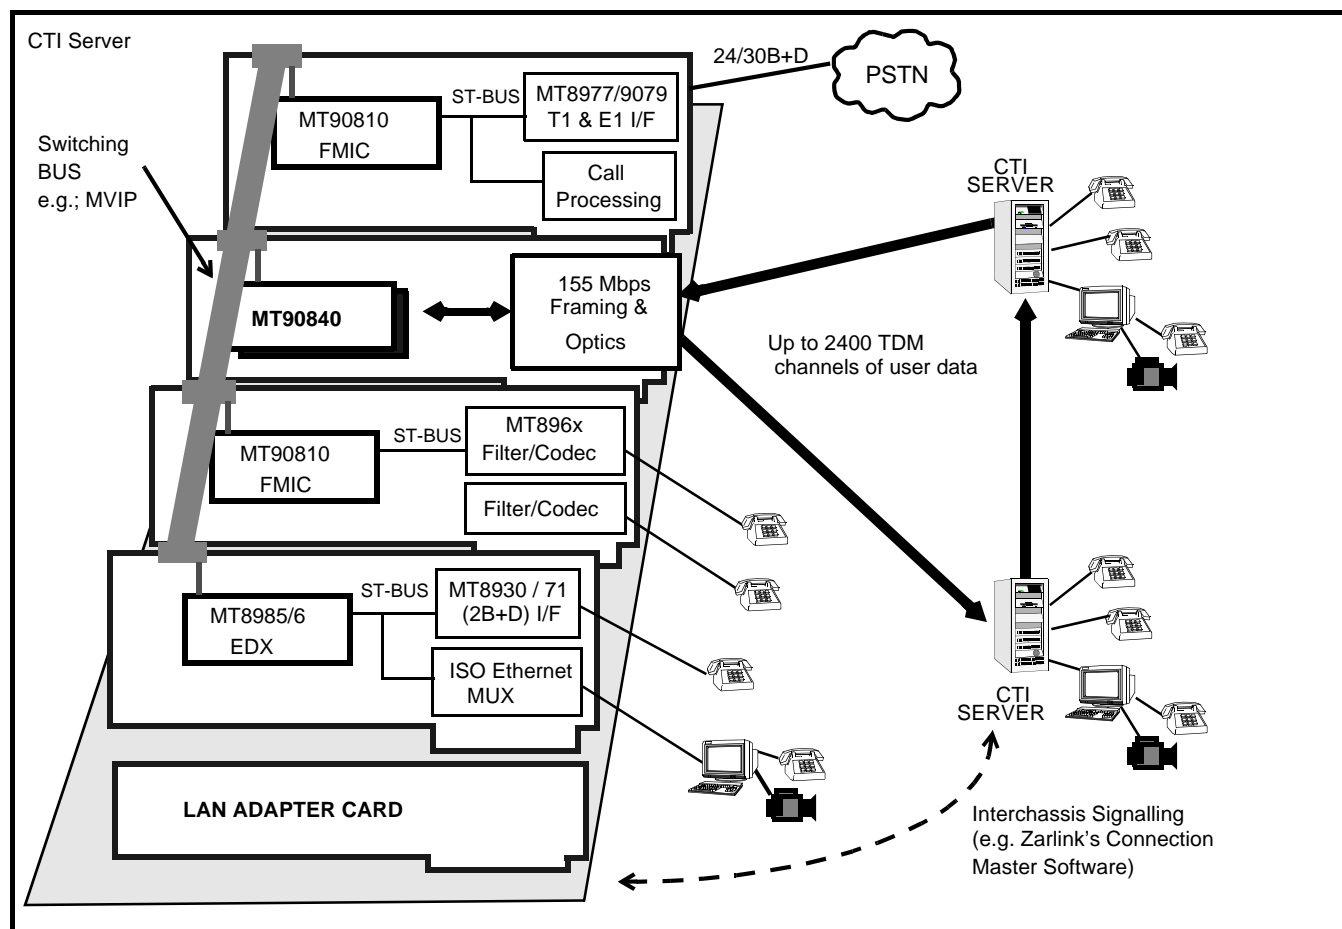 CTI Server
24/30B+D
PSTN
ST-BUS
MT8977/9079
T1 & E1 I/F
MT90810
FMIC
Call
Processing
Switching
BUS
e.g.; MVIP
CTI
SERVER
155 Mbps
Framing &
Optics
MT90840
Up to 2400 TDM
channels of user data
ST-BUS
MT896x
Filter/Codec
MT90810
FMIC
Filter/Codec
ST-BUS
MT8930 / 71
(2B+D) I/F
MT8985/6
EDX
ISO Ethernet
MUX
CTI
SERVER
LAN ADAPTER CARD
Interchassis Signalling
(e.g. Zarlink's Connection
Master Software)